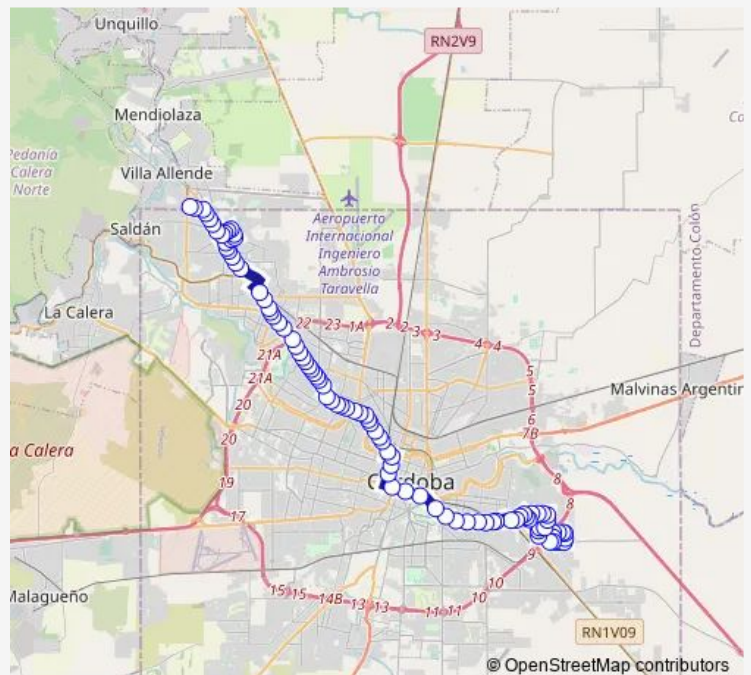 Unquillo
RN2V9
Mendiolaza
Pedanía
Calera
Norte
Villa Allende
Saldán
Aeropuerto
Internacional
Ingeniero
Ambrosio
Taravella
Departamento Colón
La Calera
22 23 1A 2 2 3 3
4 4
21A
5
21A
5
Malvinas Argentin
20
6
7B
20
a Calera
8
19
Córdoba
8
17
9
10
15 15 14B 13 13 11 11 10
Malagueño
RN1V09
© OpenStreetMap contributors